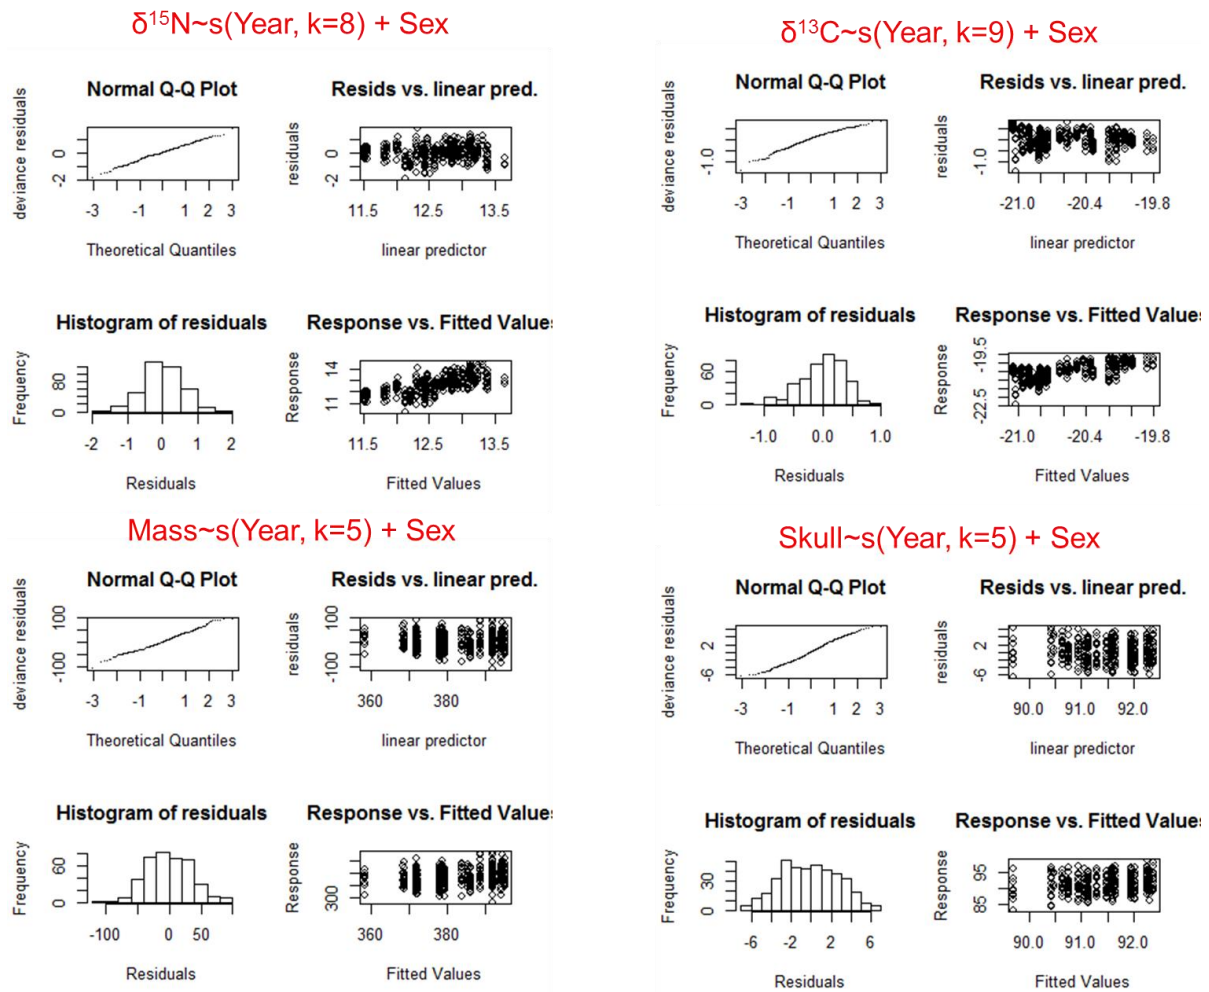 δ¹⁵N~s(Year, k=8) + Sex
Normal Q-Q Plot
deviance residuals
0
-2
-3 -1 1 2 3
Theoretical Quantiles
Resids vs. linear pred.
residuals
0
-2
11.5 12.5 13.5
linear predictor
Histogram of residuals
Frequency
80
0
-2 -1 0 1 2
Residuals
Response vs. Fitted Values
Response
14
11
11.5 12.5 13.5
Fitted Values
δ¹³C~s(Year, k=9) + Sex
Normal Q-Q Plot
deviance residuals
-1.0
-3 -1 1 2 3
Theoretical Quantiles
Resids vs. linear pred.
residuals
-1.0
-21.0 -20.4 -19.8
linear predictor
Histogram of residuals
Frequency
60
0
-1.0 0.0 1.0
Residuals
Response vs. Fitted Values
Response
-19.5
-22.5
-21.0 -20.4 -19.8
Fitted Values
Mass~s(Year, k=5) + Sex
Normal Q-Q Plot
deviance residuals
100
-100
-3 -1 1 2 3
Theoretical Quantiles
Resids vs. linear pred.
residuals
100
-100
360 380
linear predictor
Histogram of residuals
Frequency
60
0
-100 0 50
Residuals
Response vs. Fitted Values
Response
300
360 380
Fitted Values
Skull~s(Year, k=5) + Sex
Normal Q-Q Plot
deviance residuals
2
-6
-3 -1 1 2 3
Theoretical Quantiles
Resids vs. linear pred.
residuals
2
-6
90.0 91.0 92.0
linear predictor
Histogram of residuals
Frequency
30
0
-6 -2 2 6
Residuals
Response vs. Fitted Values
Response
95
85
90.0 91.0 92.0
Fitted Values